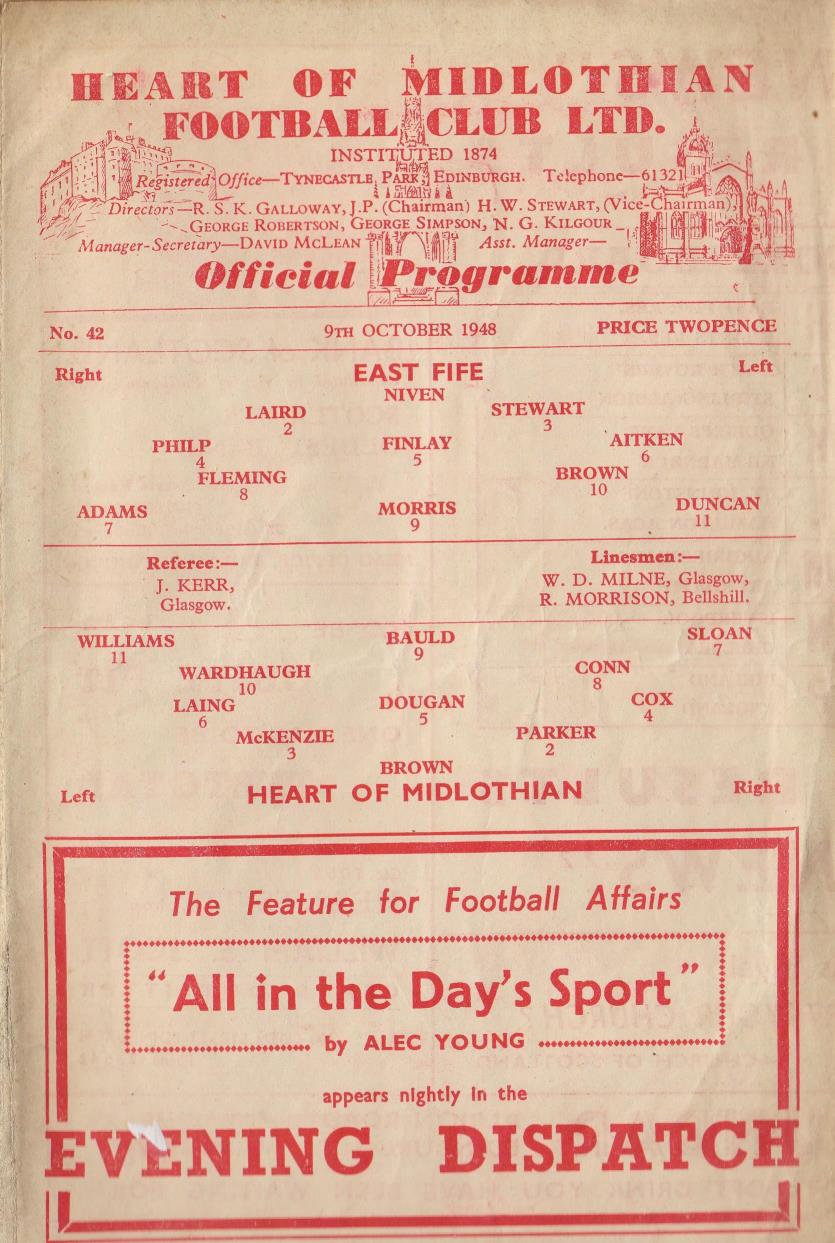 HEART OF MIDLOTHIAN
FOOTBALL CLUB LTD.
INSTITUTED 1874
Registered Office—TYNECASTLE PARK, EDINBURGH. Telephone—61321
Directors—R. S. K. GALLOWAY, J.P. (Chairman) H. W. STEWART, (Vice-Chairman),
GEORGE ROBERTSON, GEORGE SIMPSON, N. G. KILGOUR
Manager-Secretary—DAVID McLEAN Asst. Manager—
Official Programme
No. 42 9TH OCTOBER 1948 PRICE TWOPENCE
Right EAST FIFE Left
NIVEN
LAIRD STEWART
2 3
PHILP FINLAY AITKEN
4 5 6
FLEMING BROWN
8 10
ADAMS MORRIS DUNCAN
7 9 11
Referee:— Linesmen:—
J. KERR, W. D. MILNE, Glasgow,
Glasgow. R. MORRISON, Bellshill.
WILLIAMS BAULD SLOAN
11 9 7
WARDHAUGH CONN
10 8
LAING DOUGAN COX
6 5 4
McKENZIE PARKER
3 2
BROWN
Left HEART OF MIDLOTHIAN Right
The Feature for Football Affairs
"All in the Day's Sport"
by ALEC YOUNG
appears nightly in the
EVENING DISPATCH